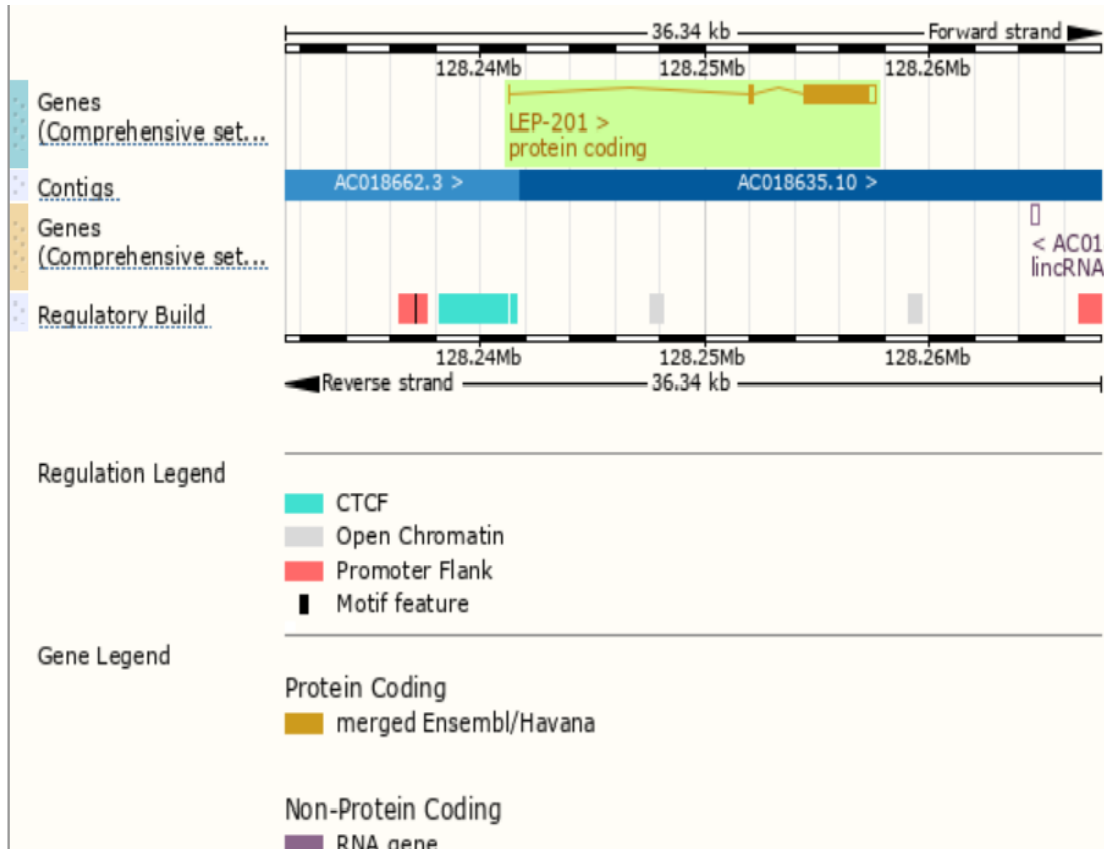 36.34 kb Forward strand
128.24Mb 128.25Mb 128.26Mb
Genes
(Comprehensive set...
LEP-201 >
protein coding
Contigs
AC018662.3 > AC018635.10 >
Genes
(Comprehensive set...
< AC01
lincRNA
Regulatory Build
128.24Mb 128.25Mb 128.26Mb
Reverse strand 36.34 kb
Regulation Legend
CTCF
Open Chromatin
Promoter Flank
Motif feature
Gene Legend
Protein Coding
merged Ensembl/Havana
Non-Protein Coding
RNA gene